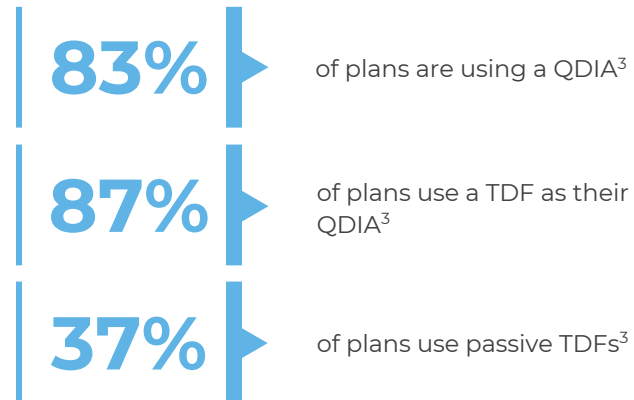 83%
of plans are using a QDIA³
87%
of plans use a TDF as their
QDIA³
37%
of plans use passive TDFs³